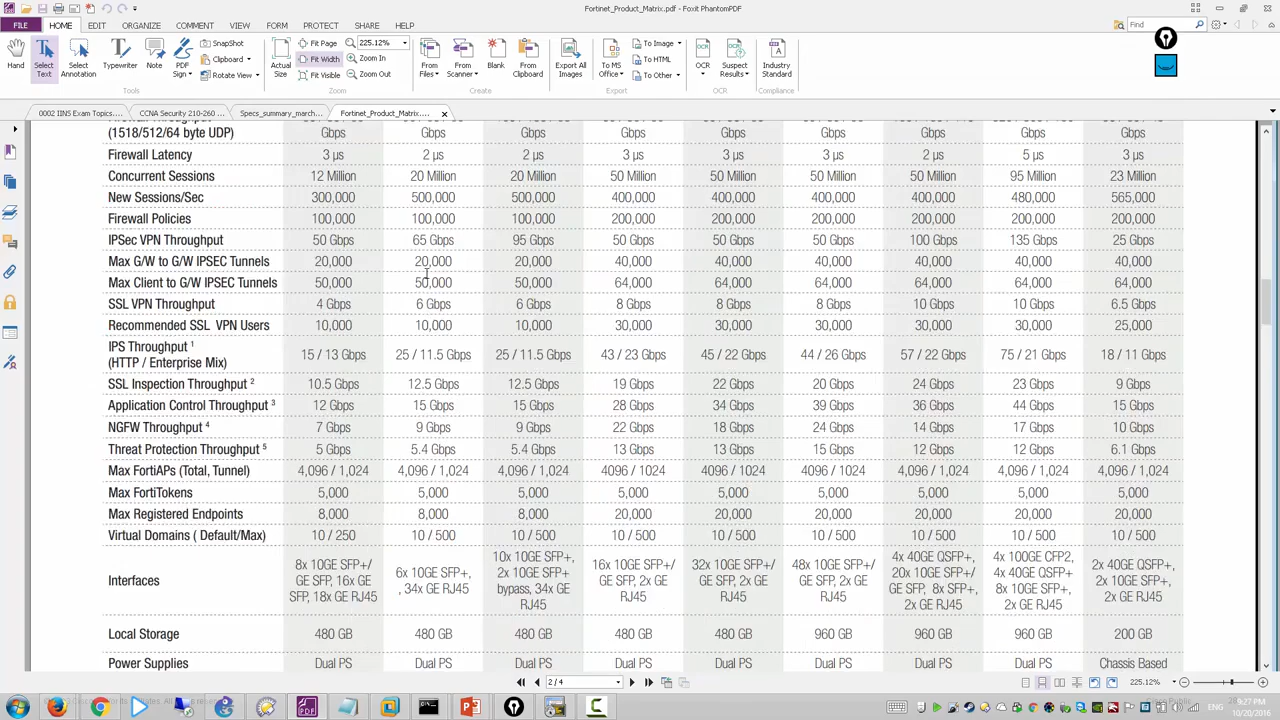 Fortinet_Product_Matrix.pdf - Foxit PhantomPDF
FILE HOME EDIT ORGANIZE COMMENT VIEW FORM PROTECT SHARE HELP
Find
Hand
Select Text
Select Annotation
Typewriter
Note
PDF Sign
SnapShot
Clipboard
Rotate View
Actual Size
Fit Page
Fit Width
Fit Visible
225.12%
Zoom In
Zoom Out
From Files
From Scanner
Blank
From Clipboard
Export All Images
To MS Office
To Image
To HTML
To Other
OCR
Suspect Results
Industry Standard
Tools Zoom Create Export OCR Compliance
0002 IINS Exam Topics.... CCNA Security 210-260 ... Specs_summary_march... Fortinet_Product_Matrix....
(1518/512/64 byte UDP) Gbps Gbps Gbps Gbps Gbps Gbps Gbps Gbps Gbps
Firewall Latency 3 µs 2 µs 2 µs 3 µs 3 µs 3 µs 2 µs 5 µs 3 µs
Concurrent Sessions 12 Million 20 Million 20 Million 50 Million 50 Million 50 Million 50 Million 95 Million 23 Million
New Sessions/Sec 300,000 500,000 500,000 400,000 400,000 400,000 400,000 480,000 565,000
Firewall Policies 100,000 100,000 100,000 200,000 200,000 200,000 200,000 200,000 200,000
IPSec VPN Throughput 50 Gbps 65 Gbps 95 Gbps 50 Gbps 50 Gbps 50 Gbps 100 Gbps 135 Gbps 25 Gbps
Max G/W to G/W IPSEC Tunnels 20,000 20,000 20,000 40,000 40,000 40,000 40,000 40,000 40,000
Max Client to G/W IPSEC Tunnels 50,000 50,000 50,000 64,000 64,000 64,000 64,000 64,000 64,000
SSL VPN Throughput 4 Gbps 6 Gbps 6 Gbps 8 Gbps 8 Gbps 8 Gbps 10 Gbps 10 Gbps 6.5 Gbps
Recommended SSL VPN Users 10,000 10,000 10,000 30,000 30,000 30,000 30,000 30,000 25,000
IPS Throughput 1
(HTTP / Enterprise Mix) 15 / 13 Gbps 25 / 11.5 Gbps 25 / 11.5 Gbps 43 / 23 Gbps 45 / 22 Gbps 44 / 26 Gbps 57 / 22 Gbps 75 / 21 Gbps 18 / 11 Gbps
SSL Inspection Throughput 2 10.5 Gbps 12.5 Gbps 12.5 Gbps 19 Gbps 22 Gbps 20 Gbps 24 Gbps 23 Gbps 9 Gbps
Application Control Throughput 3 12 Gbps 15 Gbps 15 Gbps 28 Gbps 34 Gbps 39 Gbps 36 Gbps 44 Gbps 15 Gbps
NGFW Throughput 4 7 Gbps 9 Gbps 9 Gbps 22 Gbps 18 Gbps 24 Gbps 14 Gbps 17 Gbps 10 Gbps
Threat Protection Throughput 5 5 Gbps 5.4 Gbps 5.4 Gbps 13 Gbps 13 Gbps 15 Gbps 12 Gbps 12 Gbps 6.1 Gbps
Max FortiAPs (Total, Tunnel) 4,096 / 1,024 4,096 / 1,024 4,096 / 1,024 4096 / 1024 4096 / 1024 4096 / 1024 4,096 / 1,024 4,096 / 1,024 4,096 / 1,024
Max FortiTokens 5,000 5,000 5,000 5,000 5,000 5,000 5,000 5,000 5,000
Max Registered Endpoints 8,000 8,000 8,000 20,000 20,000 20,000 20,000 20,000 20,000
Virtual Domains ( Default/Max) 10 / 250 10 / 500 10 / 500 10 / 500 10 / 500 10 / 500 10 / 500 10 / 500 10 / 500
Interfaces
8x 10GE SFP+/
GE SFP, 16x GE
SFP, 18x GE RJ45
6x 10GE SFP+,
, 34x GE RJ45
10x 10GE SFP+,
2x 10GE SFP+
bypass, 34x GE
RJ45
16x 10GE SFP+/
GE SFP, 2x GE
RJ45
32x 10GE SFP+/
GE SFP, 2x GE
RJ45
48x 10GE SFP+/
GE SFP, 2x GE
RJ45
4x 40GE QSFP+,
20x 10GE SFP+/
GE SFP, 8x SFP+,
2x GE RJ45
4x 100GE CFP2,
4x 40GE QSFP+
8x 10GE SFP+,
2x GE RJ45
2x 40GE QSFP+,
2x 10GE SFP+,
2x GE RJ45
Local Storage 480 GB 480 GB 480 GB 480 GB 480 GB 960 GB 960 GB 960 GB 200 GB
Power Supplies Dual PS Dual PS Dual PS Dual PS Dual PS Dual PS Dual PS Dual PS Chassis Based
2 / 4
225.12%
ENG
9:27 PM
10/20/2016